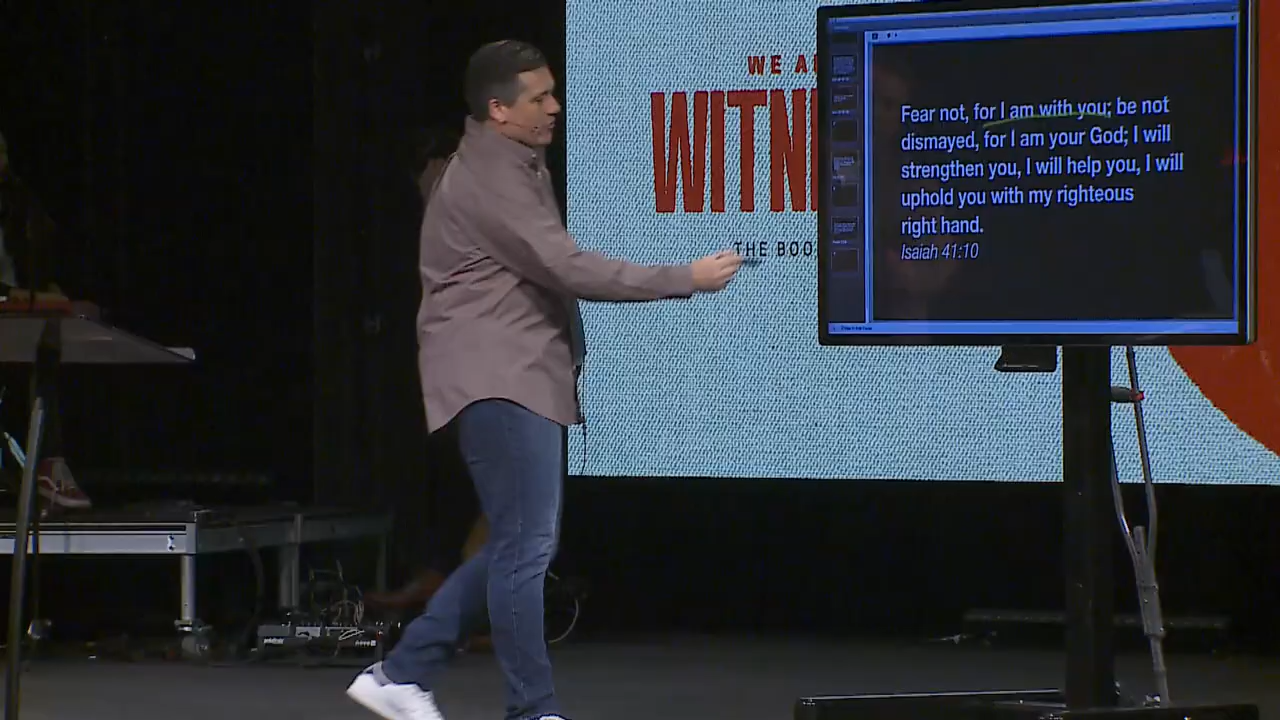 WE A
WITN
THE BOO
Fear not, for I am with you; be not
dismayed, for I am your God; I will
strengthen you, I will help you, I will
uphold you with my righteous
right hand.
Isaiah 41:10